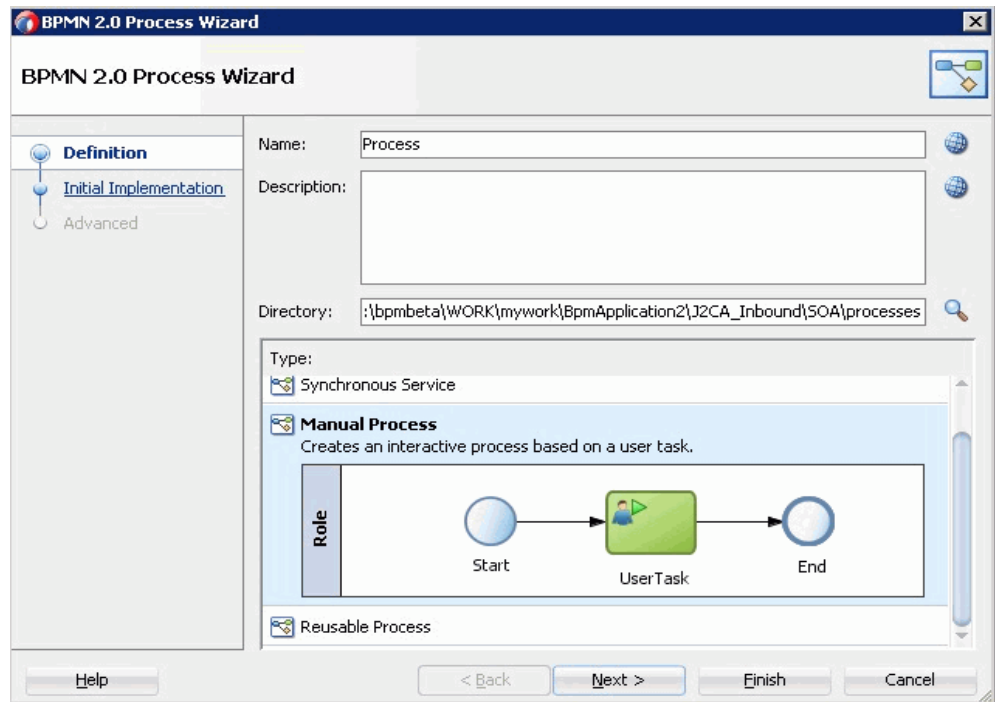 BPMN 2.0 Process Wizard
BPMN 2.0 Process Wizard
Definition
Initial Implementation
Advanced
Name: Process
Description:
Directory: :\bpmbeta\WORK\mywork\BpmApplication2\J2CA_Inbound\SOA\processes
Type:
Synchronous Service
Manual Process
Creates an interactive process based on a user task.
Role
Start
UserTask
End
Reusable Process
Help
< Back
Next >
Finish
Cancel